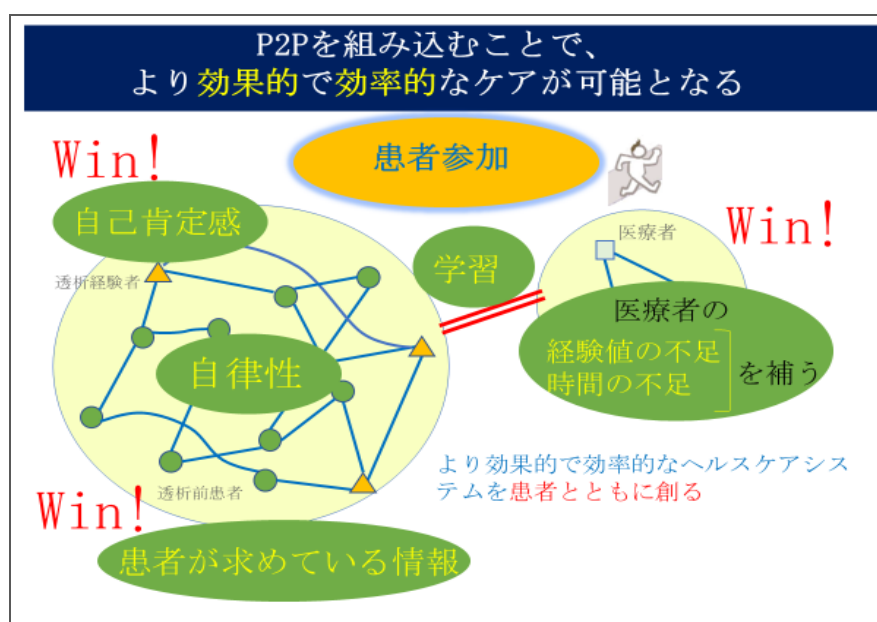 P2Pを組み込むことで、
より効果的で効率的なケアが可能となる
患者参加
Win!
自己肯定感
透析経験者
学習
医療者
Win!
医療者の
経験値の不足
時間の不足
を補う
自律性
より効果的で効率的なヘルスケアシス
テムを患者とともに創る
透析前患者
Win!
患者が求めている情報